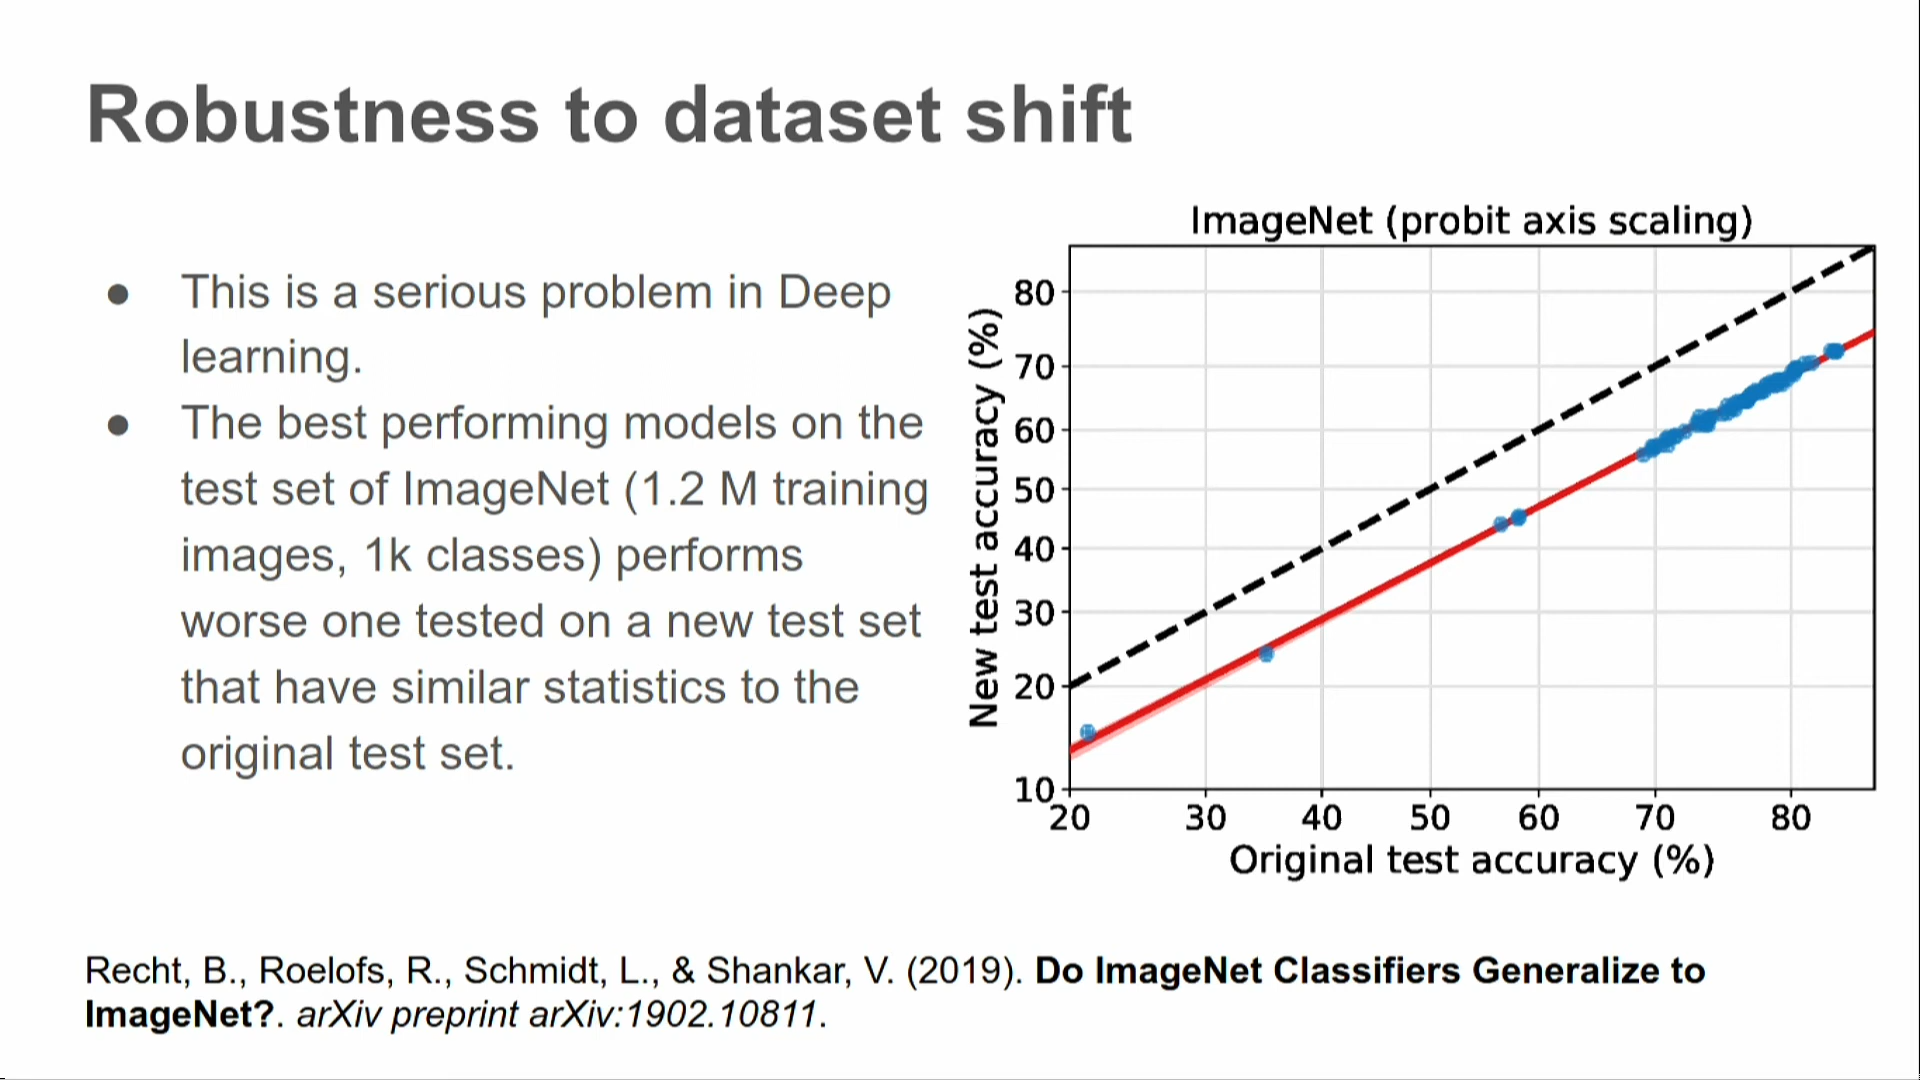 Robustness to dataset shift
● This is a serious problem in Deep
learning.
● The best performing models on the
test set of ImageNet (1.2 M training
images, 1k classes) performs
worse one tested on a new test set
that have similar statistics to the
original test set.
ImageNet (probit axis scaling)
New test accuracy (%)
80
70
60
50
40
30
20
10
20 30 40 50 60 70 80
Original test accuracy (%)
Recht, B., Roelofs, R., Schmidt, L., & Shankar, V. (2019). Do ImageNet Classifiers Generalize to
ImageNet?. arXiv preprint arXiv:1902.10811.